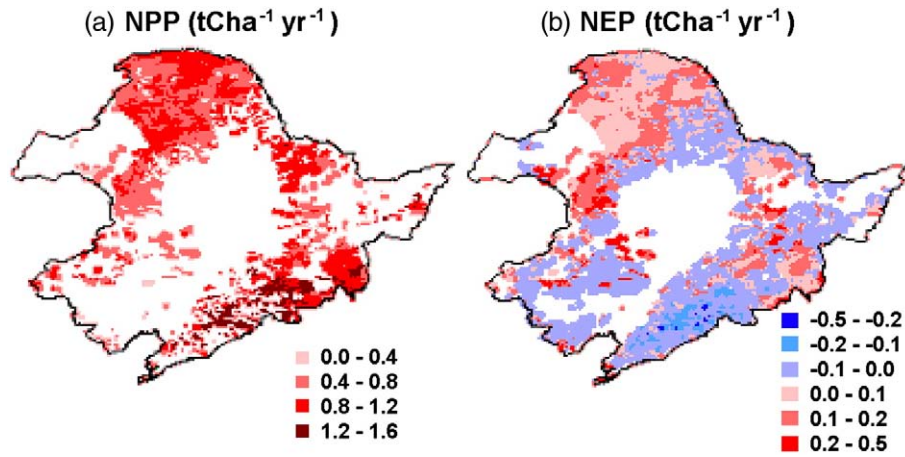 (a) NPP (tCha⁻¹ yr⁻¹)
(b) NEP (tCha⁻¹ yr⁻¹)
0.0 - 0.4
0.4 - 0.8
0.8 - 1.2
1.2 - 1.6
-0.5 - -0.2
-0.2 - -0.1
-0.1 - 0.0
0.0 - 0.1
0.1 - 0.2
0.2 - 0.5